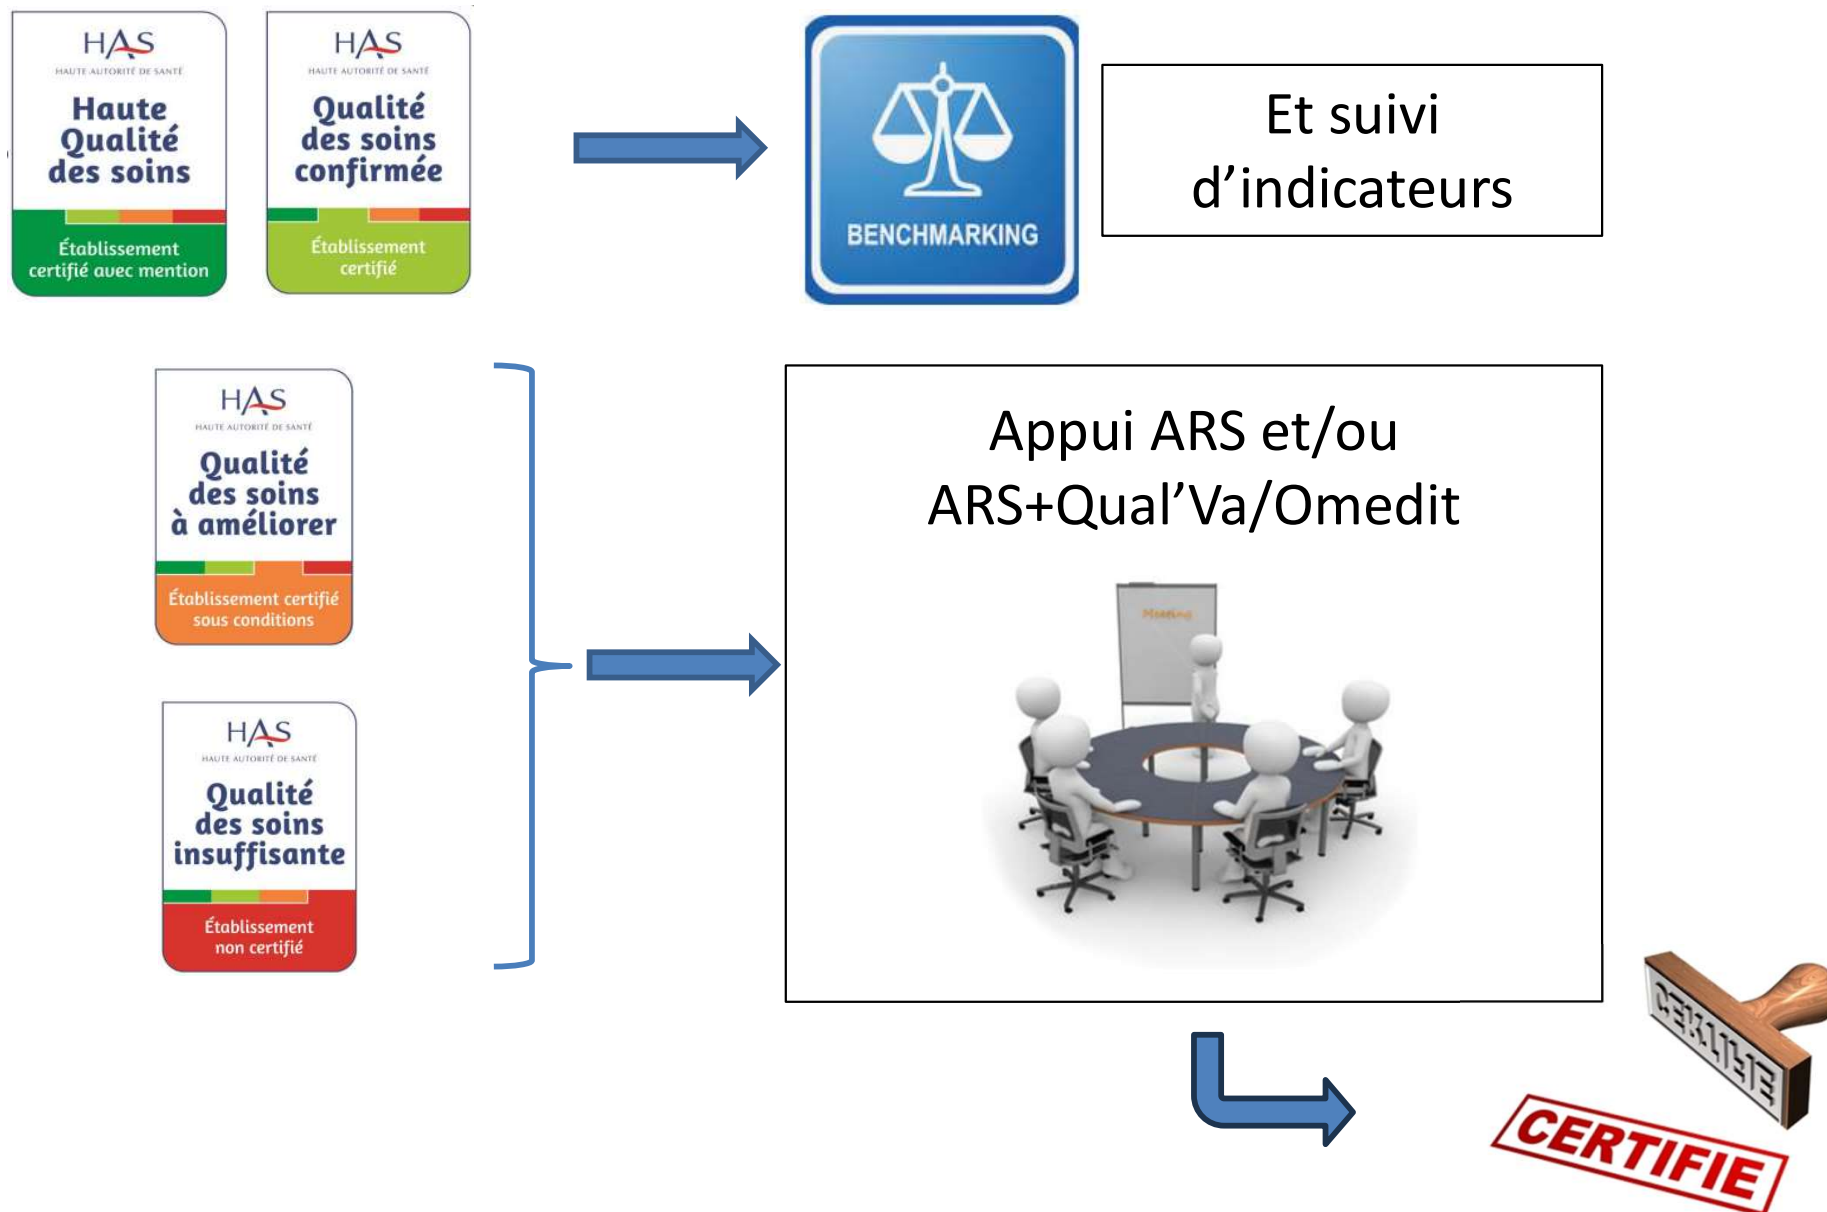 HAS
HAUTE AUTORITÉ DE SANTÉ
Haute
Qualité
des soins
Établissement
certifié avec mention
HAS
HAUTE AUTORITÉ DE SANTÉ
Qualité
des soins
confirmée
Établissement
certifié
BENCHMARKING
Et suivi
d’indicateurs
HAS
HAUTE AUTORITÉ DE SANTÉ
Qualité
des soins
à améliorer
Établissement certifié
sous conditions
HAS
HAUTE AUTORITÉ DE SANTÉ
Qualité
des soins
insuffisante
Établissement
non certifié
Appui ARS et/ou
ARS+Qual’Va/Omedit
Meeting
CERTIFIE
CERTIFIE